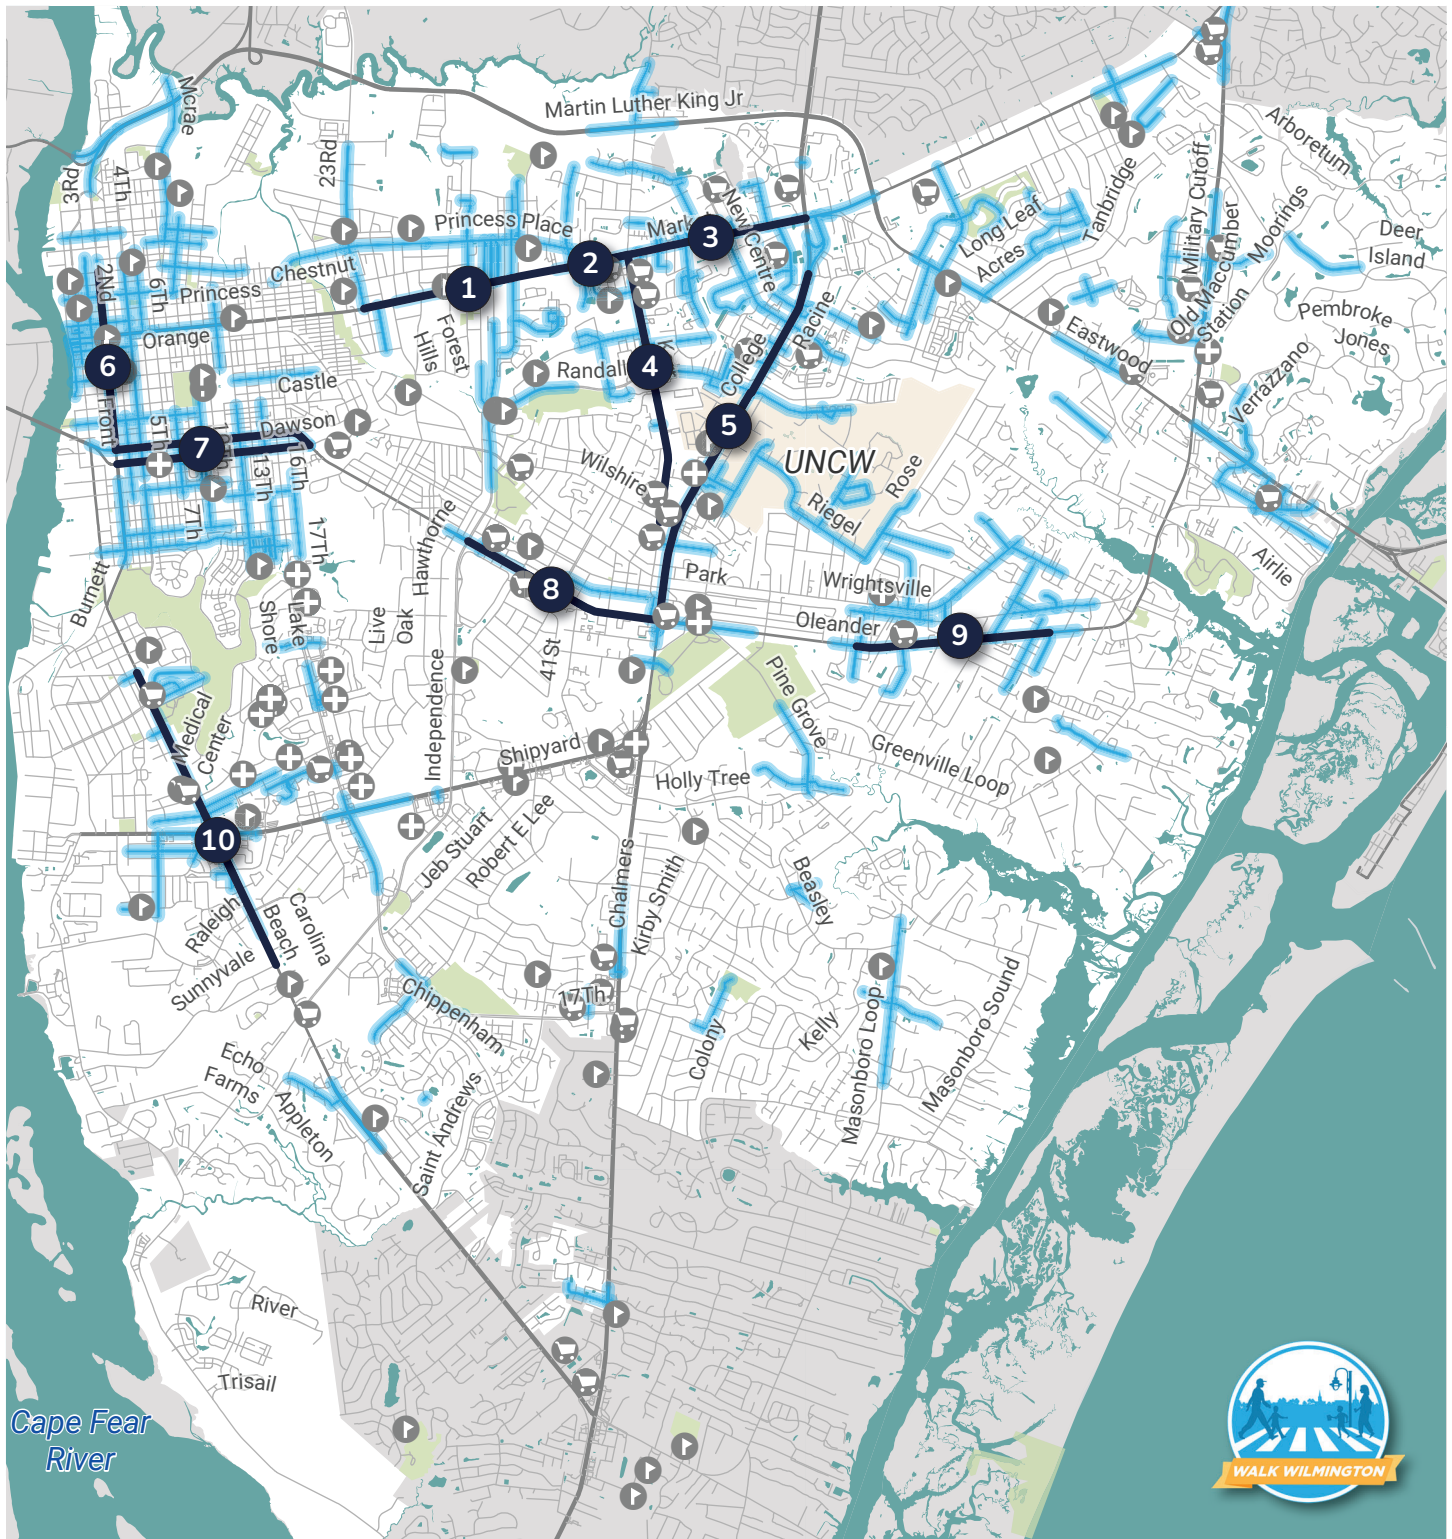 Martin Luther King Jr
Mcrae
3Rd
4Th
23Rd
Arboretum
Military Cutoff
Tanbridge
Long Leaf
Acres
Old Maccumber
Station
Moorings
Deer
Island
Pembroke
Jones
Princess Place
Market
New Centre
Chestnut
Princess
2Nd
6Th
Orange
1
2
3
4
5
6
7
Forest
Hills
Castle
Randall
College
Racine
Eastwood
Verrazzano
Front
5Th
Dawson
13Th
16Th
7Th
17Th
Wilshire
UNCW
Rose
Riegel
Hawthorne
Burnett
Shore
Lake
Live
Oak
8
Park
Wrightsville
Oleander
9
Airlie
41St
Independence
Medical
Center
Pine Grove
Greenville Loop
Shipyard
Holly Tree
10
Jeb Stuart
Robert E Lee
Chalmers
Kirby Smith
Beasley
Raleigh
Sunnyvale
Beach
Carolina
Chippenham
17Th
Colony
Kelly
Masonboro Loop
Masonboro Sound
Echo
Farms
Appleton
Saint Andrews
River
Trisail
Cape Fear
River
WALK WILMINGTON